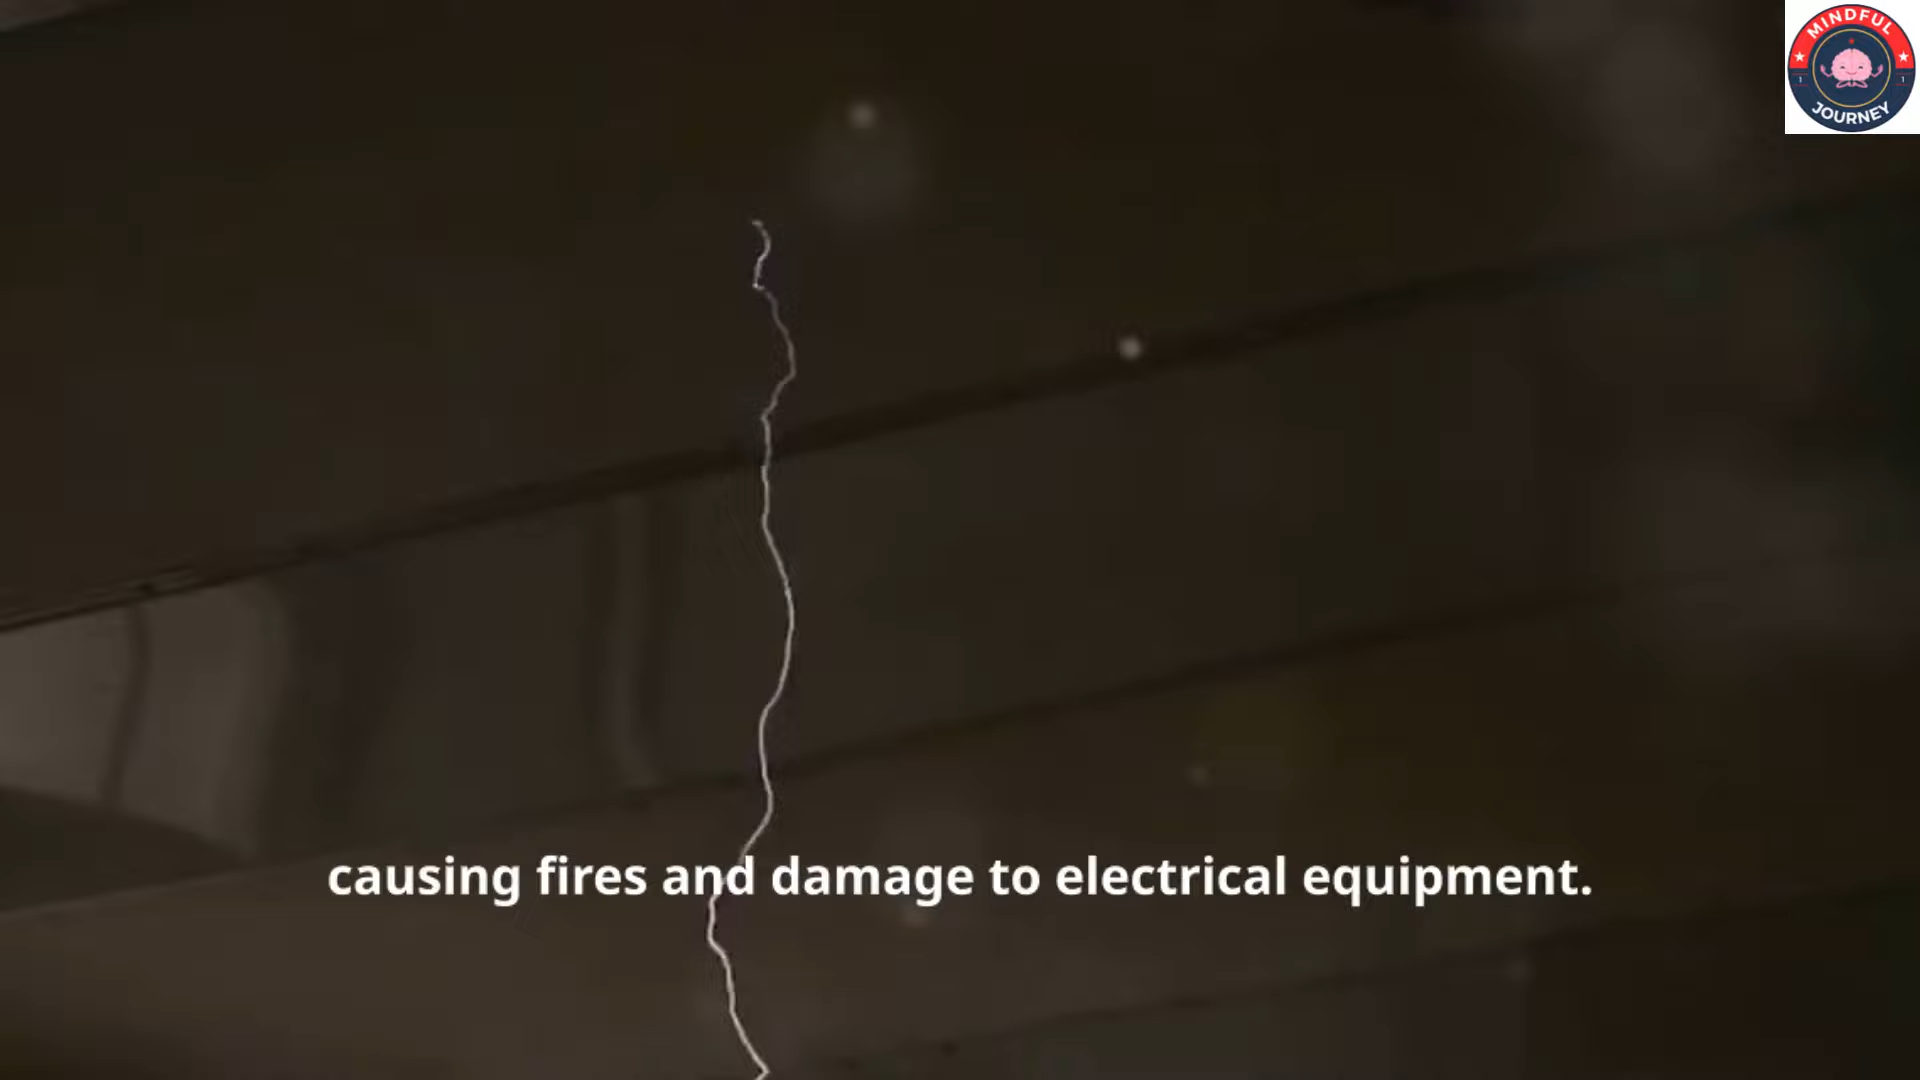 MINDFUL
JOURNEY
causing fires and damage to electrical equipment.